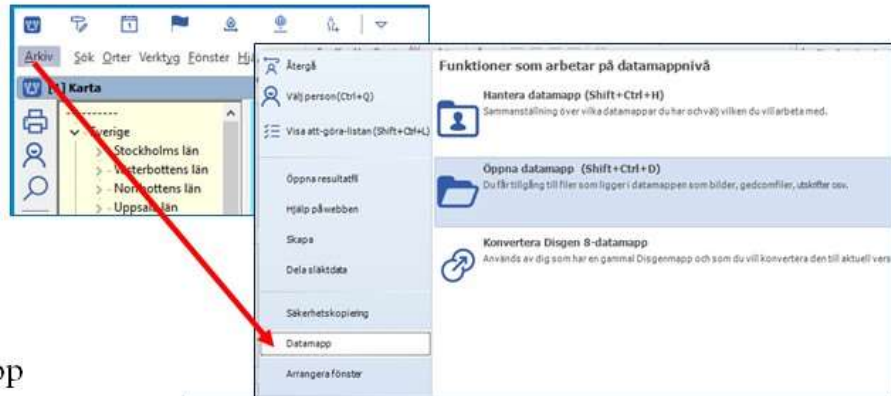 Arkiv Sök Orter Verktyg Fönster
[1] Karta
----------
Sverige
Stockholms län
Västerbottens län
Norrbottens län
Uppsala län
Återgå
Välj person(Ctrl+Q)
Visa att-göra-listan (Shift+Ctrl+L)
Öppna resultatfil
Hjälp på webben
Skapa
Dela släktdata
Säkerhetskopiering
Datamapp
Arrangera fönster
Funktioner som arbetar på datamappnivå
Hantera datamapp (Shift+Ctrl+H)
Sammanställning över vilka datamappar du har och välj vilken du vill arbeta med.
Öppna datamapp (Shift+Ctrl+D)
Du får tillgång till filer som ligger i datamappen som bilder, gedcomfiler, utskrifter osv.
Konvertera Disgen 8-datamapp
Används av dig som har en gammal Disgenmapp och som du vill konvertera den till aktuell vers
pp